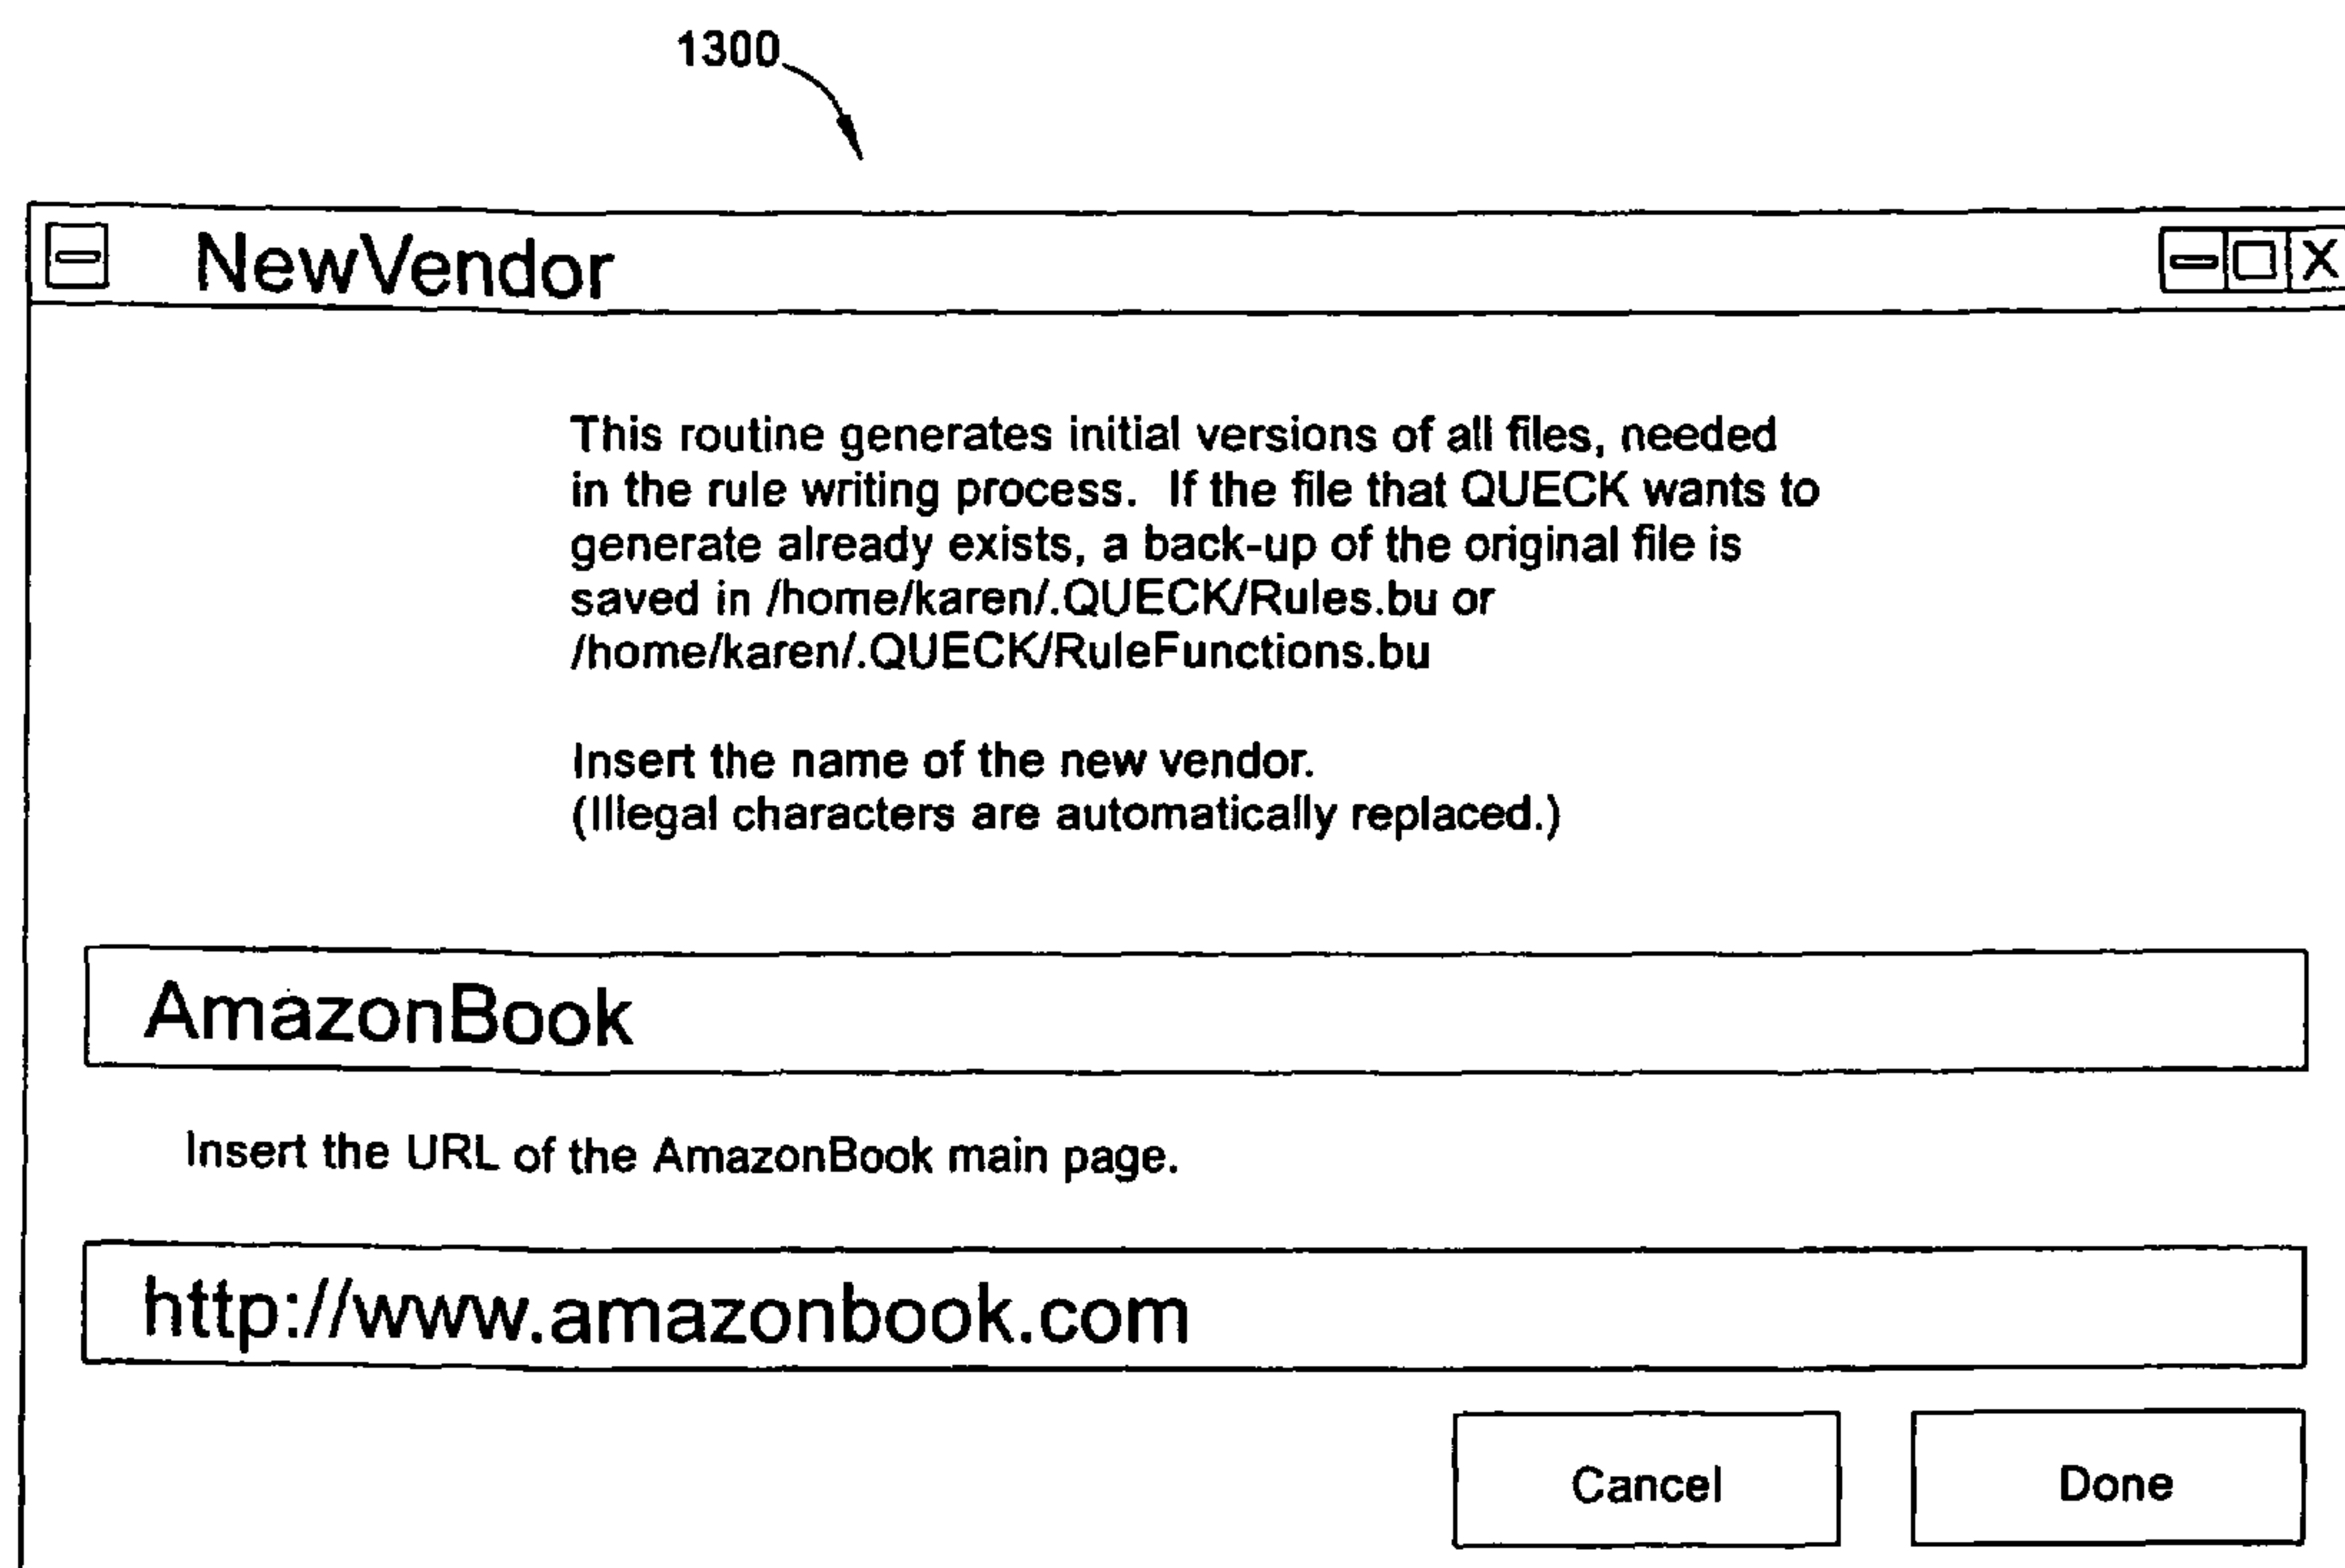 1300
NewVendor
This routine generates initial versions of all files, needed
in the rule writing process. If the file that QUECK wants to
generate already exists, a back-up of the original file is
saved in /home/karen/.QUECK/Rules.bu or
/home/karen/.QUECK/RuleFunctions.bu
Insert the name of the new vendor.
(Illegal characters are automatically replaced.)
AmazonBook
Insert the URL of the AmazonBook main page.
http://www.amazonbook.com
Cancel Done